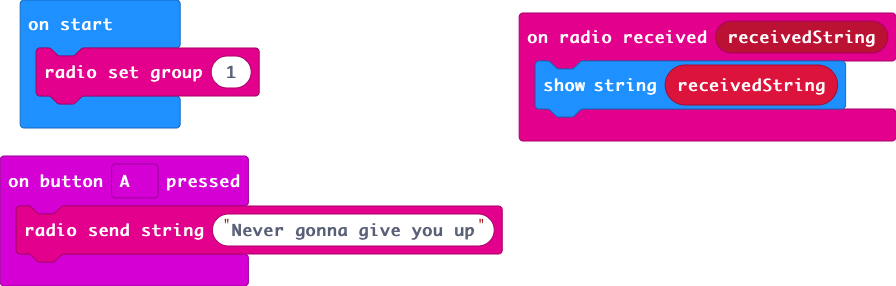 on start
radio set group 1
on radio received receivedString
show string receivedString
on button A pressed
radio send string "Never gonna give you up"